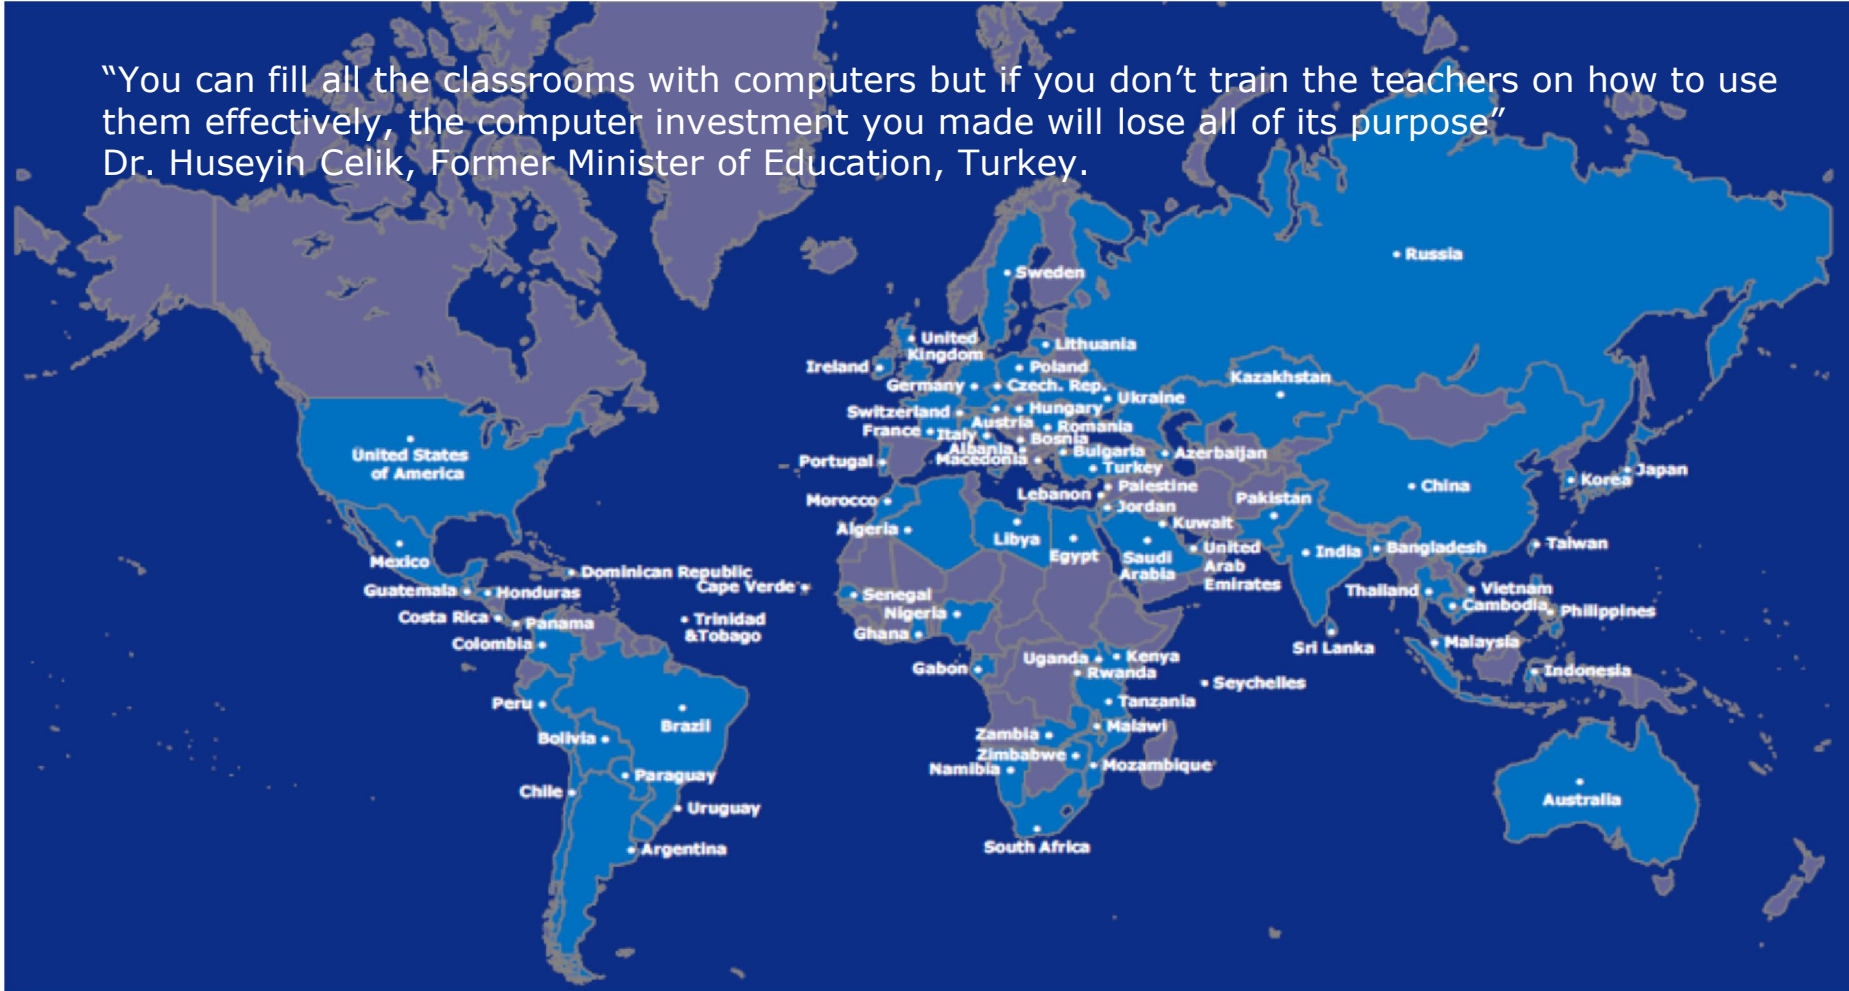 “You can fill all the classrooms with computers but if you don’t train the teachers on how to use
them effectively, the computer investment you made will lose all of its purpose”
Dr. Huseyin Celik, Former Minister of Education, Turkey.
Russia
Sweden
United
Kingdom
Lithuania
Ireland
Poland
Kazakhstan
Germany
Czech. Rep.
Ukraine
Switzerland
Hungary
Austria
Romania
France
Italy
Bosnia
Albania
Bulgaria
Azerbaijan
Macedonia
Portugal
Turkey
United States
of America
Japan
Korea
China
Palestine
Lebanon
Pakistan
Morocco
Jordan
Kuwait
Algeria
Libya
Egypt
Saudi
Arabia
United
Arab
Emirates
India
Bangladesh
Taiwan
Mexico
Dominican Republic
Cape Verde
Guatemala
Honduras
Senegal
Thailand
Vietnam
Cambodia
Philippines
Nigeria
Costa Rica
Panama
Trinidad
&Tobago
Ghana
Colombia
Sri Lanka
Malaysia
Gabon
Uganda
Kenya
Rwanda
Indonesia
Seychelles
Peru
Tanzania
Brazil
Malawi
Bolivia
Zambia
Zimbabwe
Mozambique
Namibia
Paraguay
Chile
Uruguay
Australia
Argentina
South Africa